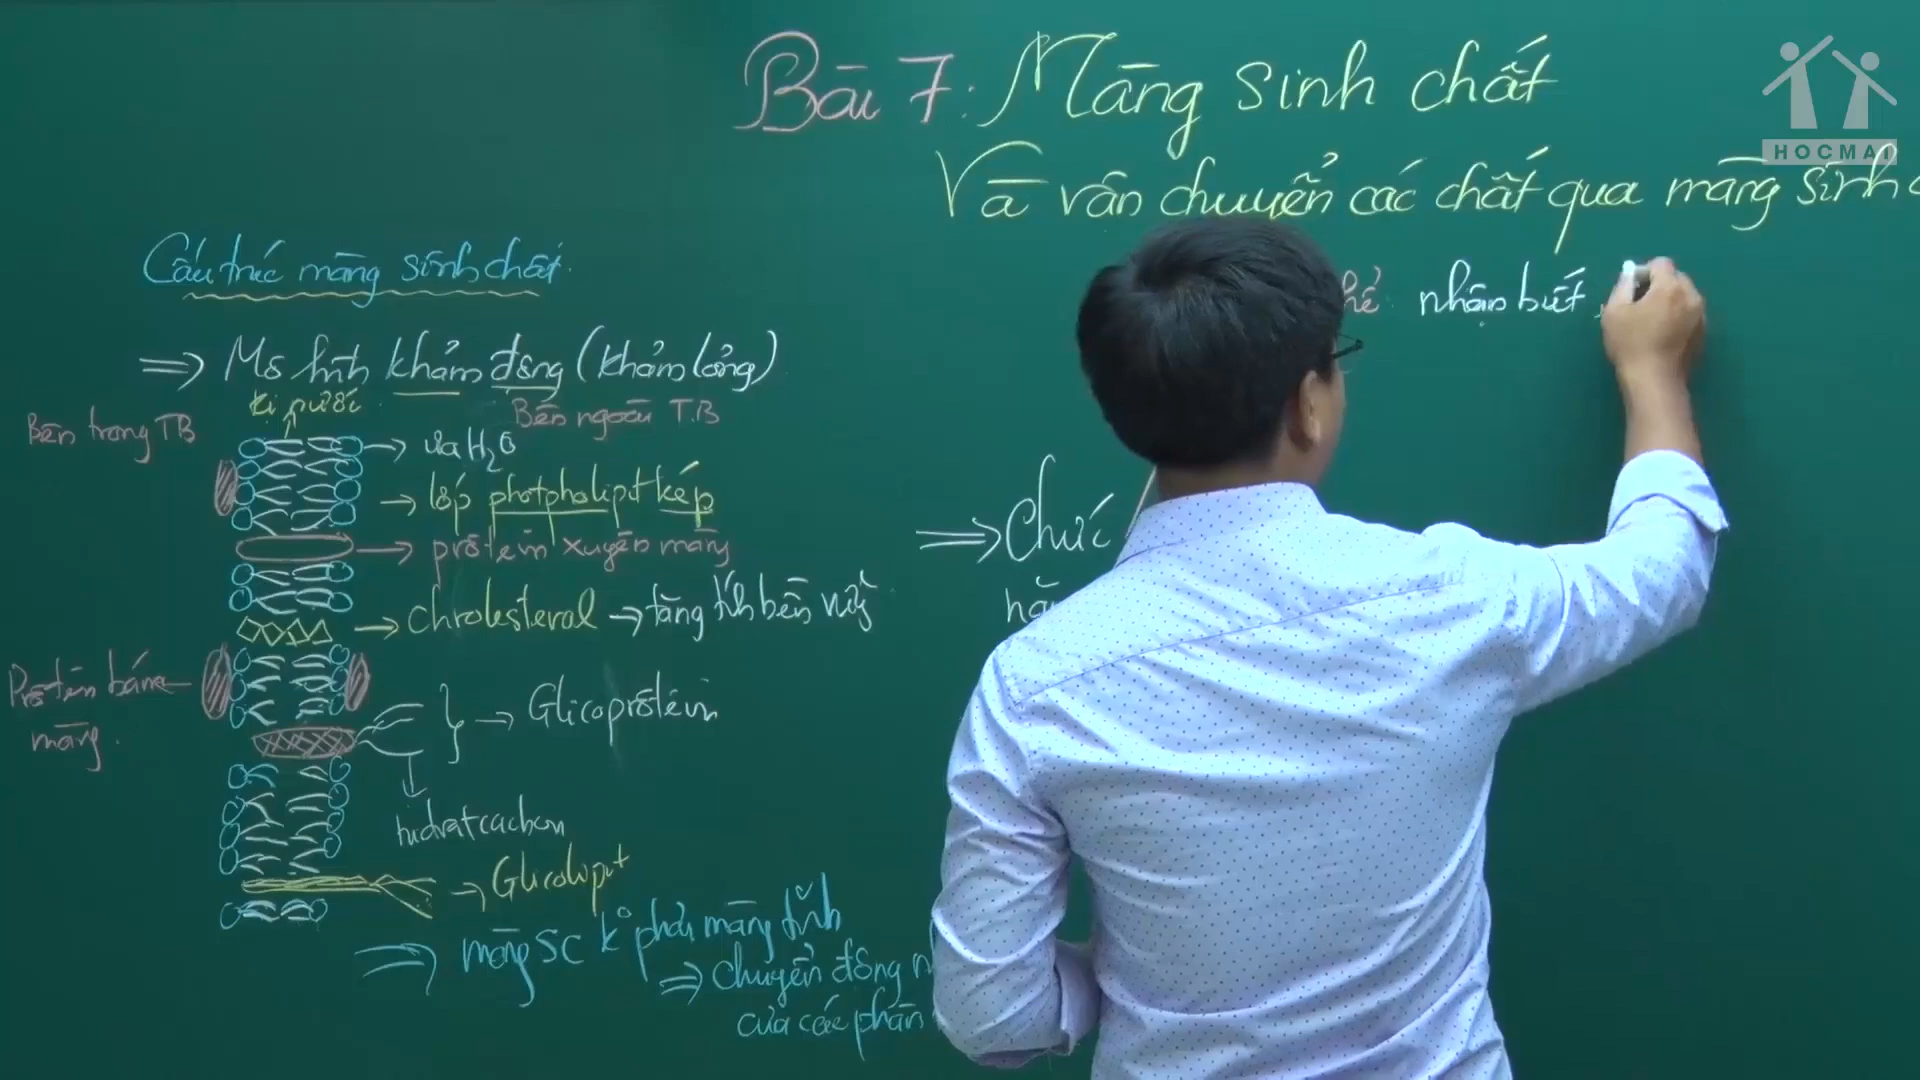 Bài 7: Màng sinh chất
Và vận chuyển các chất qua màng sinh
HOCMAI
Cấu trúc màng sinh chất.
⇒ Mô hình khảm động (khảm lỏng)
kị nước
Bên trong TB
Bên ngoài T.B
→ ưa H₂O
→ lớp photpholipit kép
→ prôtêin xuyên màng
→ chrolesteral → tăng tính bền vững
Prôtêin bám
màng.
→ Glicoprôtêin
hidratcacbon
→ Glicolipit
⇒ màng SC k° phải màng tĩnh
⇒ chuyển động
của các phân
nhận biết,
⇒ Chức